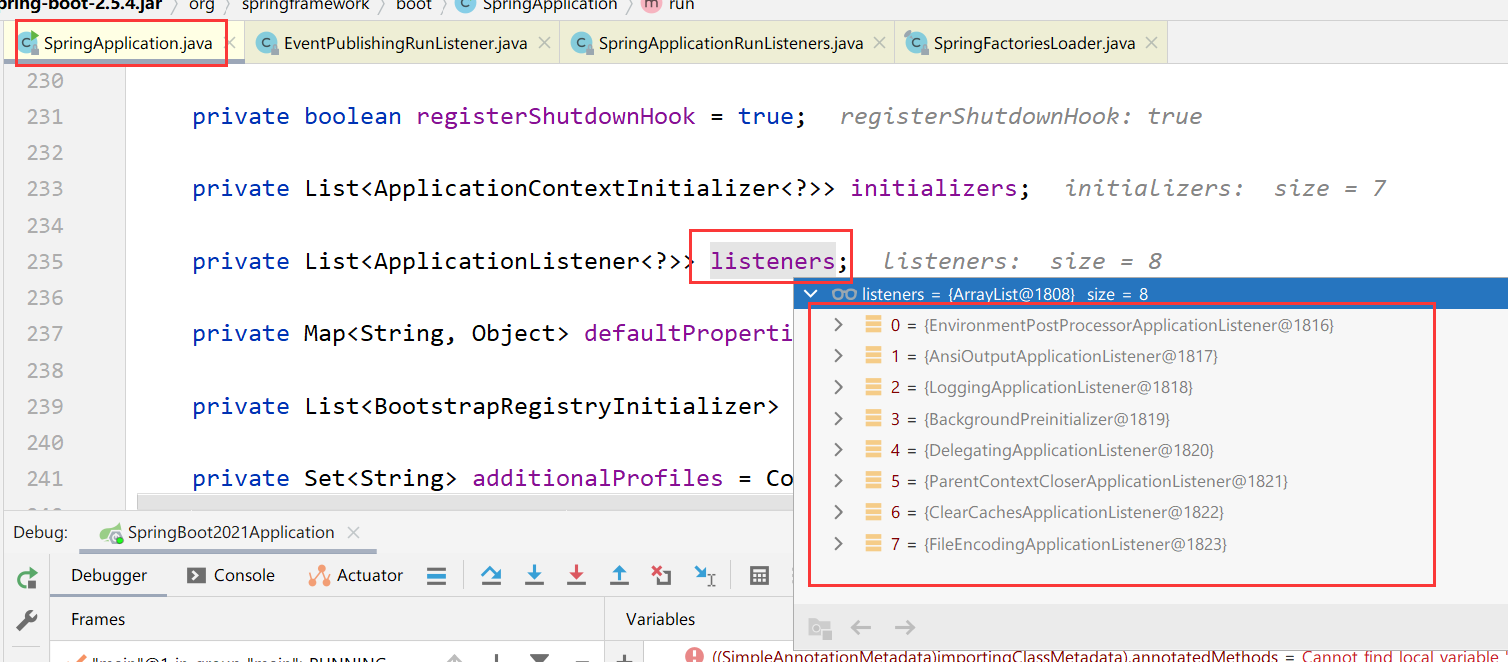 pring-boot-2.5.4.jar org springframework boot SpringApplication run
SpringApplication.java EventPublishingRunListener.java SpringApplicationRunListeners.java SpringFactoriesLoader.java
230
231 private boolean registerShutdownHook = true; registerShutdownHook: true
232
233 private List<ApplicationContextInitializer<?>> initializers; initializers: size = 7
234
235 private List<ApplicationListener<?>> listeners; listeners: size = 8
listeners = {ArrayList@1808} size = 8
236
0 = {EnvironmentPostProcessorApplicationListener@1816}
237 private Map<String, Object> defaultProperti
1 = {AnsiOutputApplicationListener@1817}
238
2 = {LoggingApplicationListener@1818}
239 private List<BootstrapRegistryInitializer>
3 = {BackgroundPreinitializer@1819}
240
4 = {DelegatingApplicationListener@1820}
241 private Set<String> additionalProfiles = Co
5 = {ParentContextCloserApplicationListener@1821}
6 = {ClearCachesApplicationListener@1822}
7 = {FileEncodingApplicationListener@1823}
Debug: SpringBoot2021Application
Debugger Console Actuator
Frames Variables
"main"@1 in group "main": RUNNING
((SimpleAnnotationMetadata)importingClassMetadata).annotatedMethods = Cannot find local variable